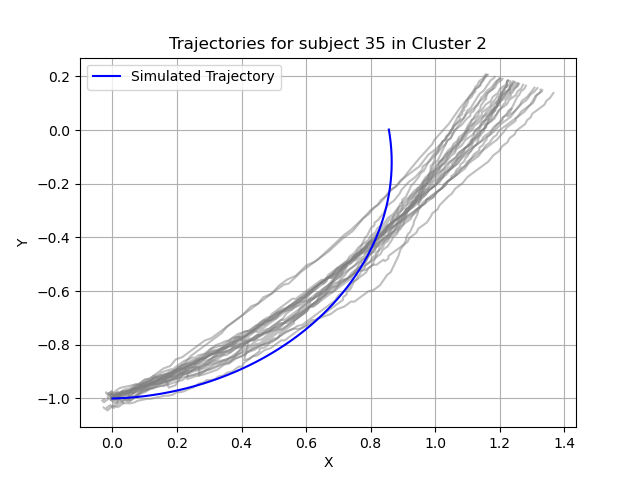 Trajectories for subject 35 in Cluster 2
Simulated Trajectory
0.2
0.0
−0.2
−0.4
−0.6
−0.8
−1.0
Y
0.0 0.2 0.4 0.6 0.8 1.0 1.2 1.4
X